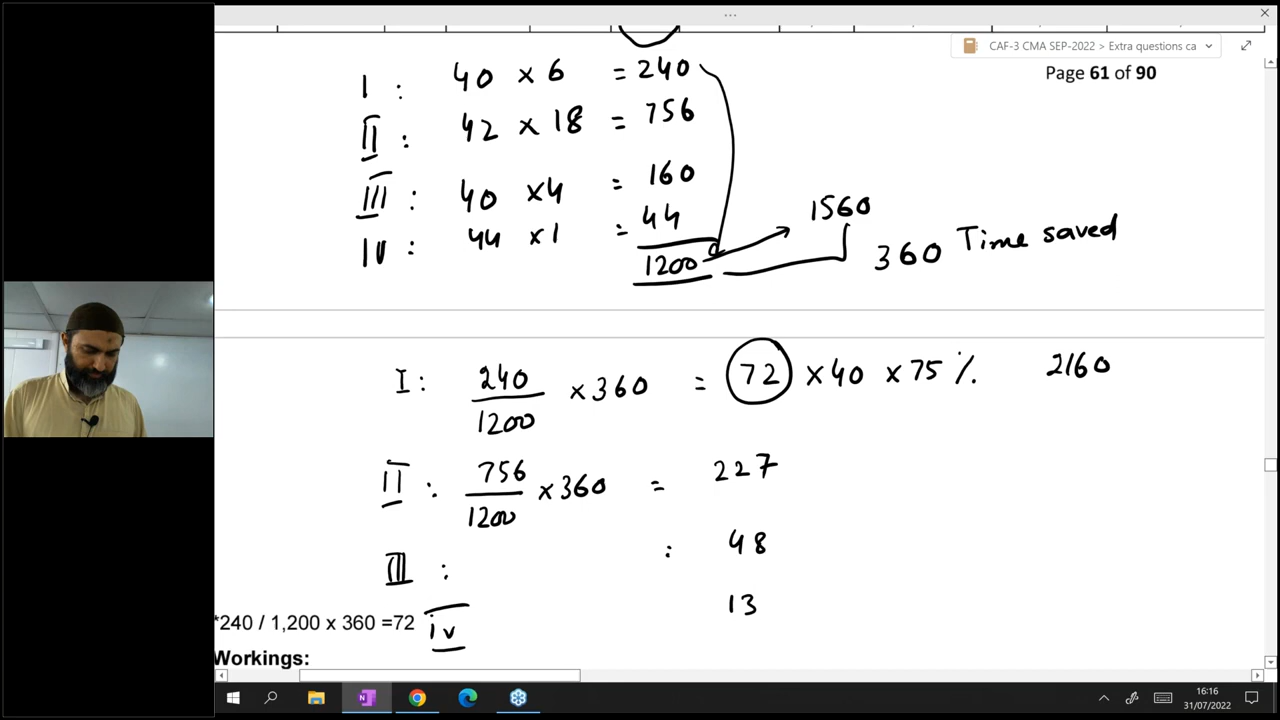 CAF-3 CMA SEP-2022 > Extra questions ca
Page 61 of 90
I : 40 × 6 = 240
II : 42 × 18 = 756
III : 40 ×4 = 160
IV : 44 ×1 = 44
1200
1560
360 Time saved
I : 240/1200 ×360 = 72 ×40 ×75 % 2160
II : 756/1200 ×360 = 227
III : : 48
iv 13
*240 / 1,200 x 360 =72
Workings:
16:16
31/07/2022